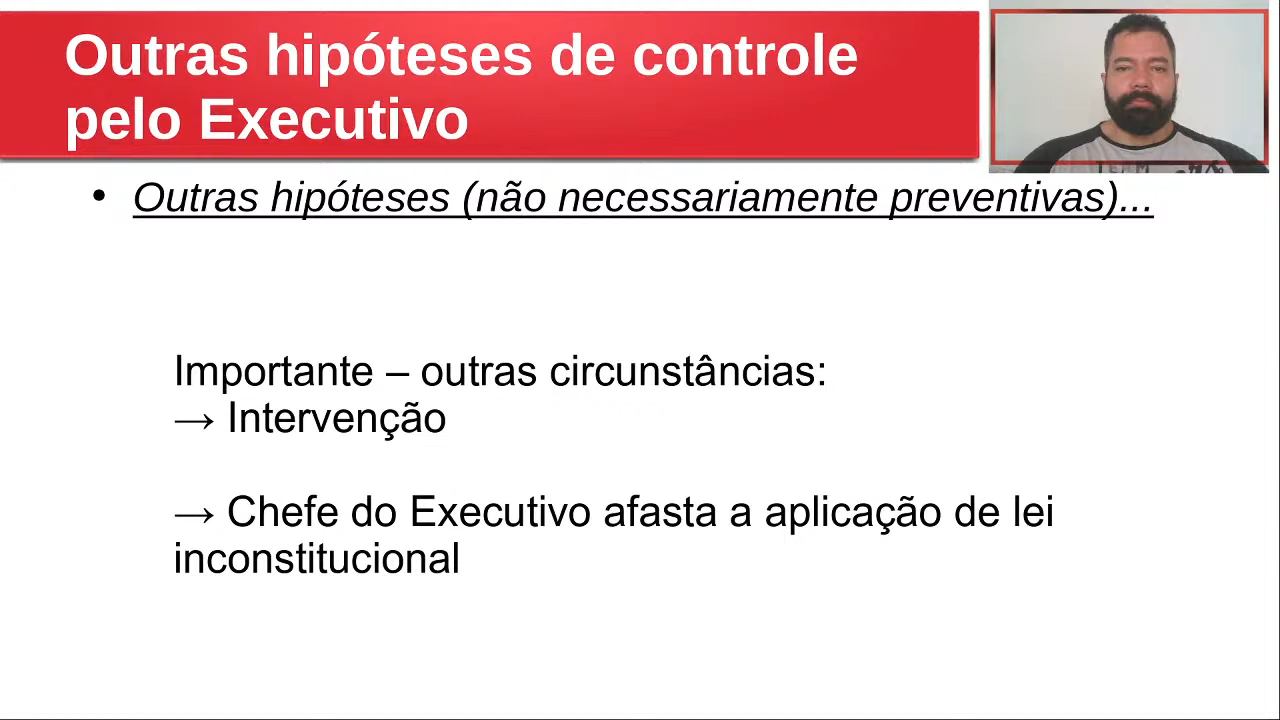 Outras hipóteses de controle
pelo Executivo
• Outras hipóteses (não necessariamente preventivas)...
Importante – outras circunstâncias:
→ Intervenção
→ Chefe do Executivo afasta a aplicação de lei
inconstitucional
TEAM